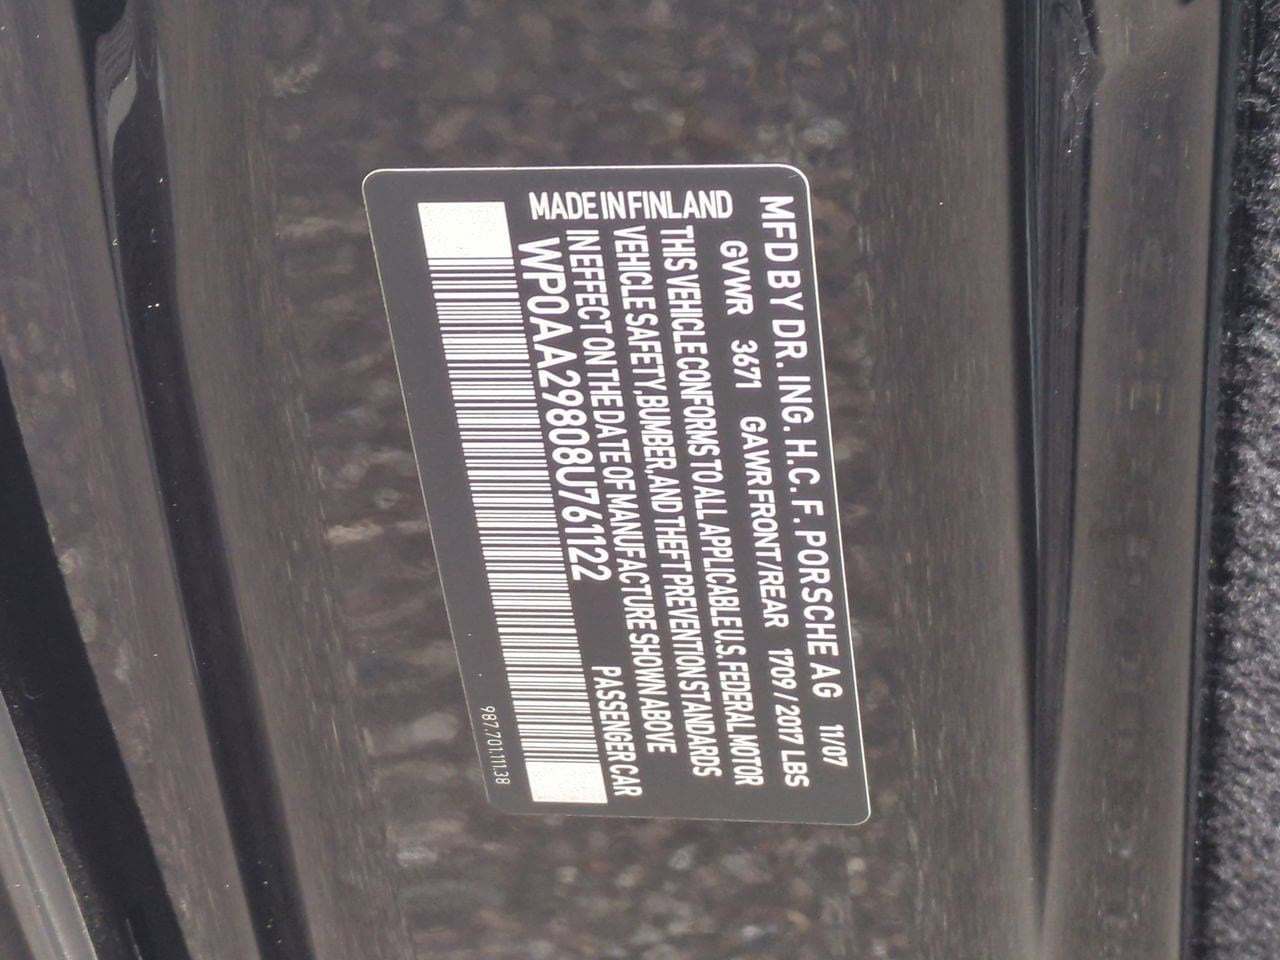 MFD BY DR. ING. H.C. F. PORSCHE AG 11/07
GVWR 3671 GAWR FRONT/REAR 1709 / 2017 LBS
THIS VEHICLE CONFORMS TO ALL APPLICABLE U.S. FEDERAL MOTOR
VEHICLE SAFETY, BUMBER, AND THEFT PREVENTION STANDARDS
IN EFFECT ON THE DATE OF MANUFACTURE SHOWN ABOVE
MADE IN FINLAND
WP0AA29808U761122 PASSENGER CAR
987.701.111.38